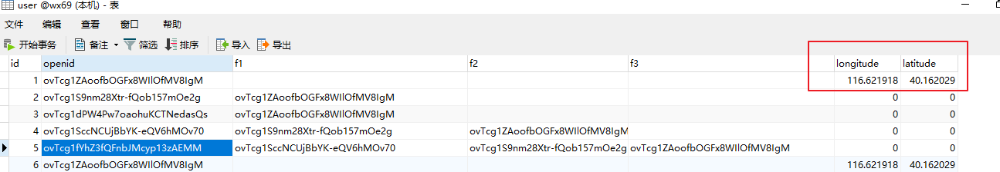 user @wx69 (本机) - 表
文件 编辑 查看 窗口 帮助
开始事务 备注 筛选 排序 导入 导出
id openid f1 f2 f3 longitude latitude
1 ovTcg1ZAoofbOGFx8WIlOfMV8IgM 116.621918 40.162029
2 ovTcg1S9nm28Xtr-fQob157mOe2g ovTcg1ZAoofbOGFx8WIlOfMV8IgM 0 0
3 ovTcg1dPW4Pw7oaohuKCTNedasQs ovTcg1ZAoofbOGFx8WIlOfMV8IgM 0 0
4 ovTcg1SccNCUjBbYK-eQV6hMOv70 ovTcg1S9nm28Xtr-fQob157mOe2g ovTcg1ZAoofbOGFx8WIlOfMV8IgM 0 0
5 ovTcg1fYhZ3fQFnbJMcyp13zAEMM ovTcg1SccNCUjBbYK-eQV6hMOv70 ovTcg1S9nm28Xtr-fQob157mOe2g ovTcg1ZAoofbOGFx8WIlOfMV8IgM 0 0
6 ovTcg1ZAoofbOGFx8WIlOfMV8IgM 116.621918 40.162029